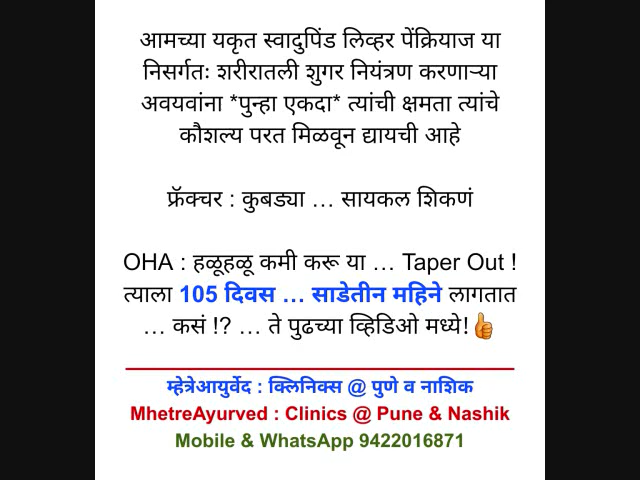 आमच्या यकृत स्वादुपिंड लिव्हर पेंक्रियाज या
निसर्गतः शरीरातली शुगर नियंत्रण करणाऱ्या
अवयवांना *पुन्हा एकदा* त्यांची क्षमता त्यांचे
कौशल्य परत मिळवून द्यायची आहे
फ्रॅक्चर : कुबड्या ... सायकल शिकणं
OHA : हळूहळू कमी करू या ... Taper Out !
त्याला 105 दिवस ... साडेतीन महिने लागतात
... कसं !? ... ते पुढच्या व्हिडिओ मध्ये!👍
म्हेत्रेआयुर्वेद : क्लिनिक्स @ पुणे व नाशिक
MhetreAyurved : Clinics @ Pune & Nashik
Mobile & WhatsApp 9422016871